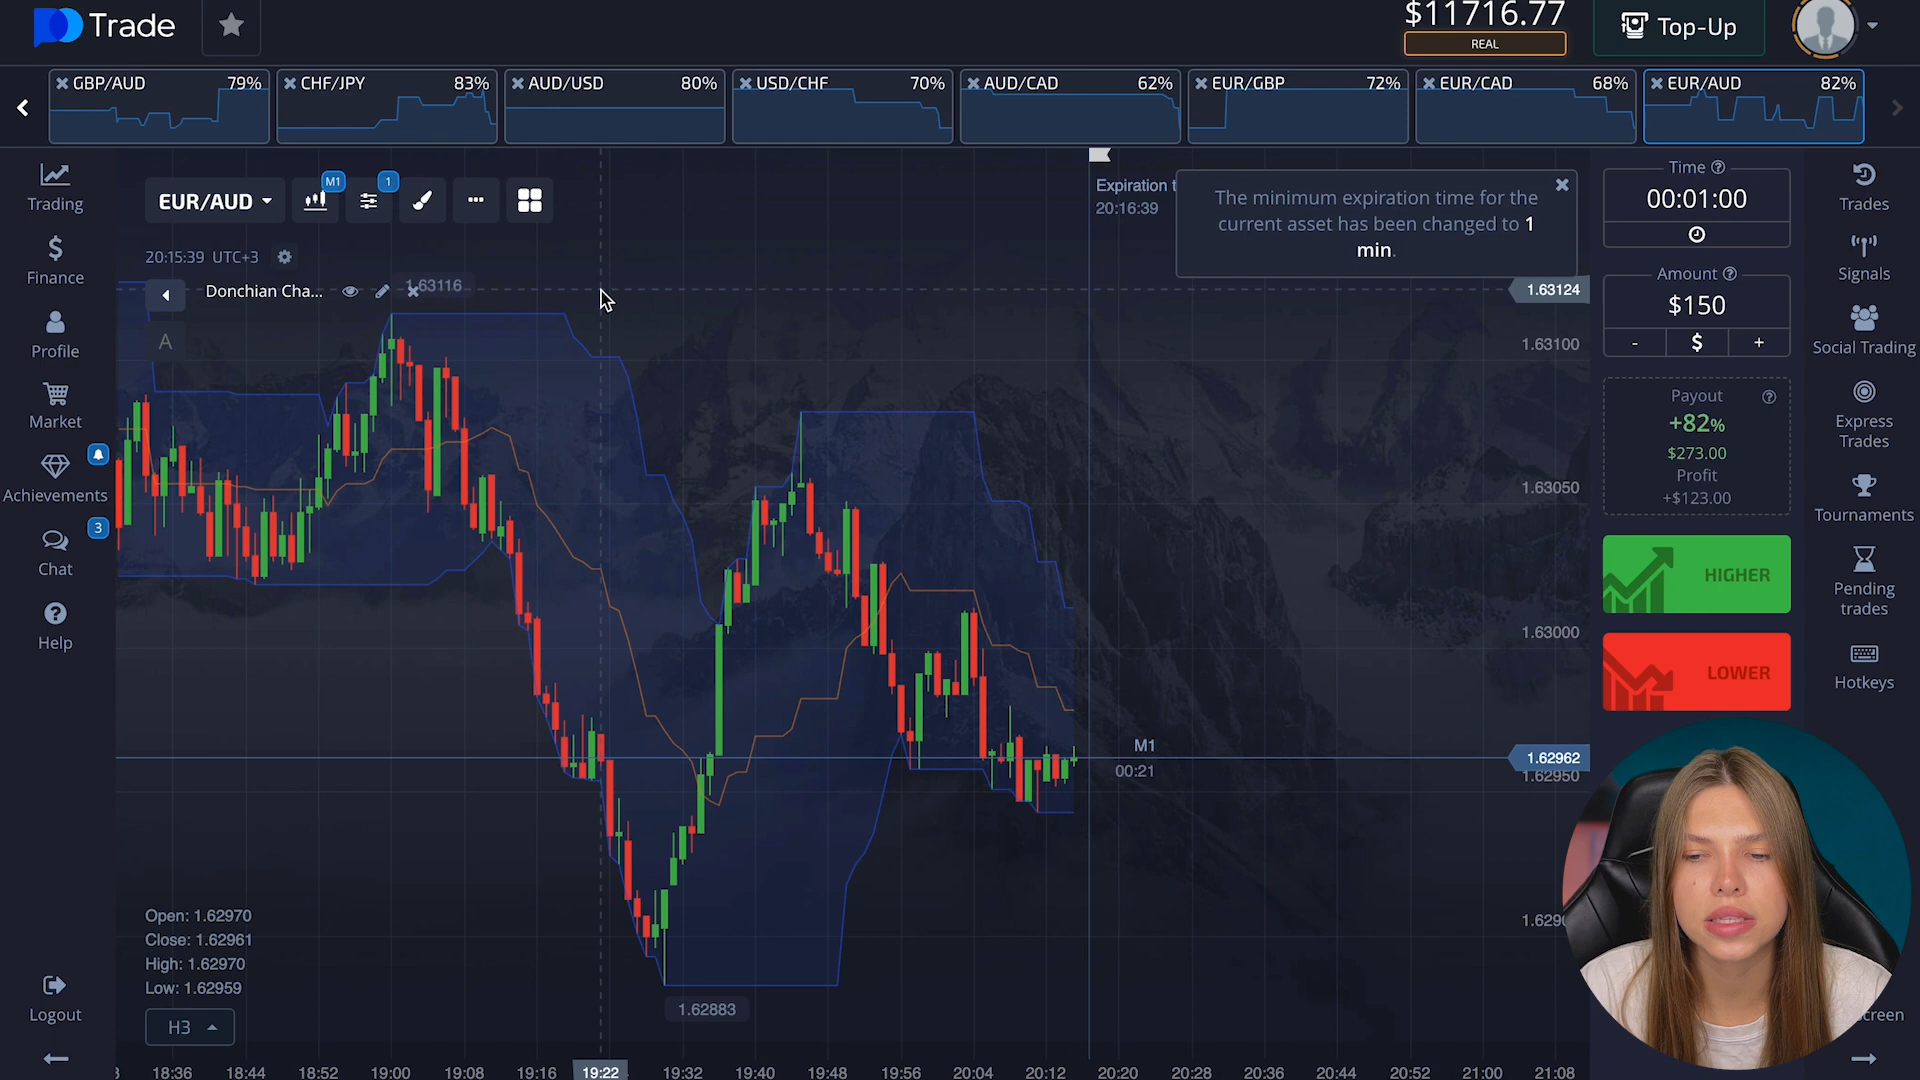 Trade
$11716.77
REAL
Top-Up
GBP/AUD 79%
CHF/JPY 83%
AUD/USD 80%
USD/CHF 70%
AUD/CAD 62%
EUR/GBP 72%
EUR/CAD 68%
EUR/AUD 82%
Trading
Finance
Profile
Market
Achievements
Chat
3
Help
Logout
EUR/AUD
M1
1
20:15:39 UTC+3
Donchian Cha...
A
1.63116
Expiration t
20:16:39
The minimum expiration time for the
current asset has been changed to 1
min.
1.63124
1.63100
1.63050
1.63000
1.62962
1.62950
M1
00:21
1.62883
Open: 1.62970
Close: 1.62961
High: 1.62970
Low: 1.62959
H3
18:36 18:44 18:52 19:00 19:08 19:16 19:22 19:32 19:40 19:48 19:56 20:04 20:12 20:20 20:28 20:36 20:44 20:52 21:00 21:08
Time
00:01:00
Amount
$150
- $ +
Payout
+82%
$273.00
Profit
+$123.00
HIGHER
LOWER
Trades
Signals
Social Trading
Express
Trades
Tournaments
Pending
trades
Hotkeys